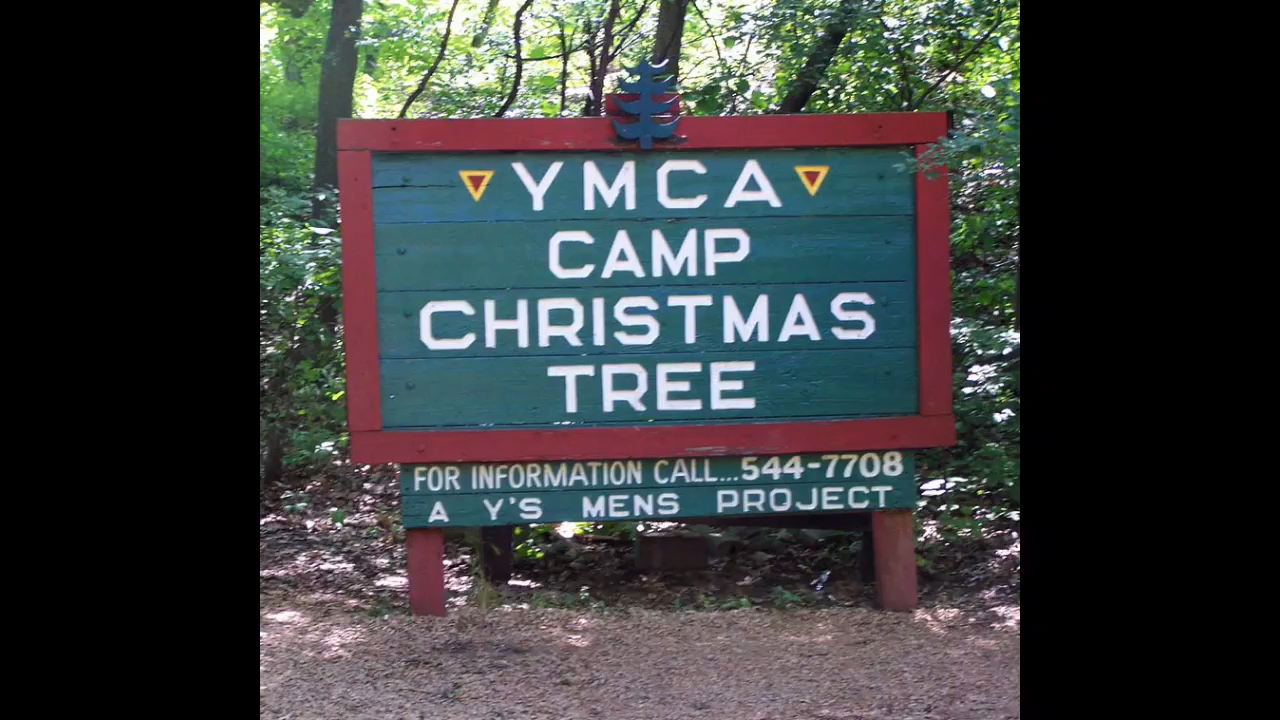 YMCA
CAMP
CHRISTMAS
TREE
FOR INFORMATION CALL...544-7708
A Y'S MENS PROJECT